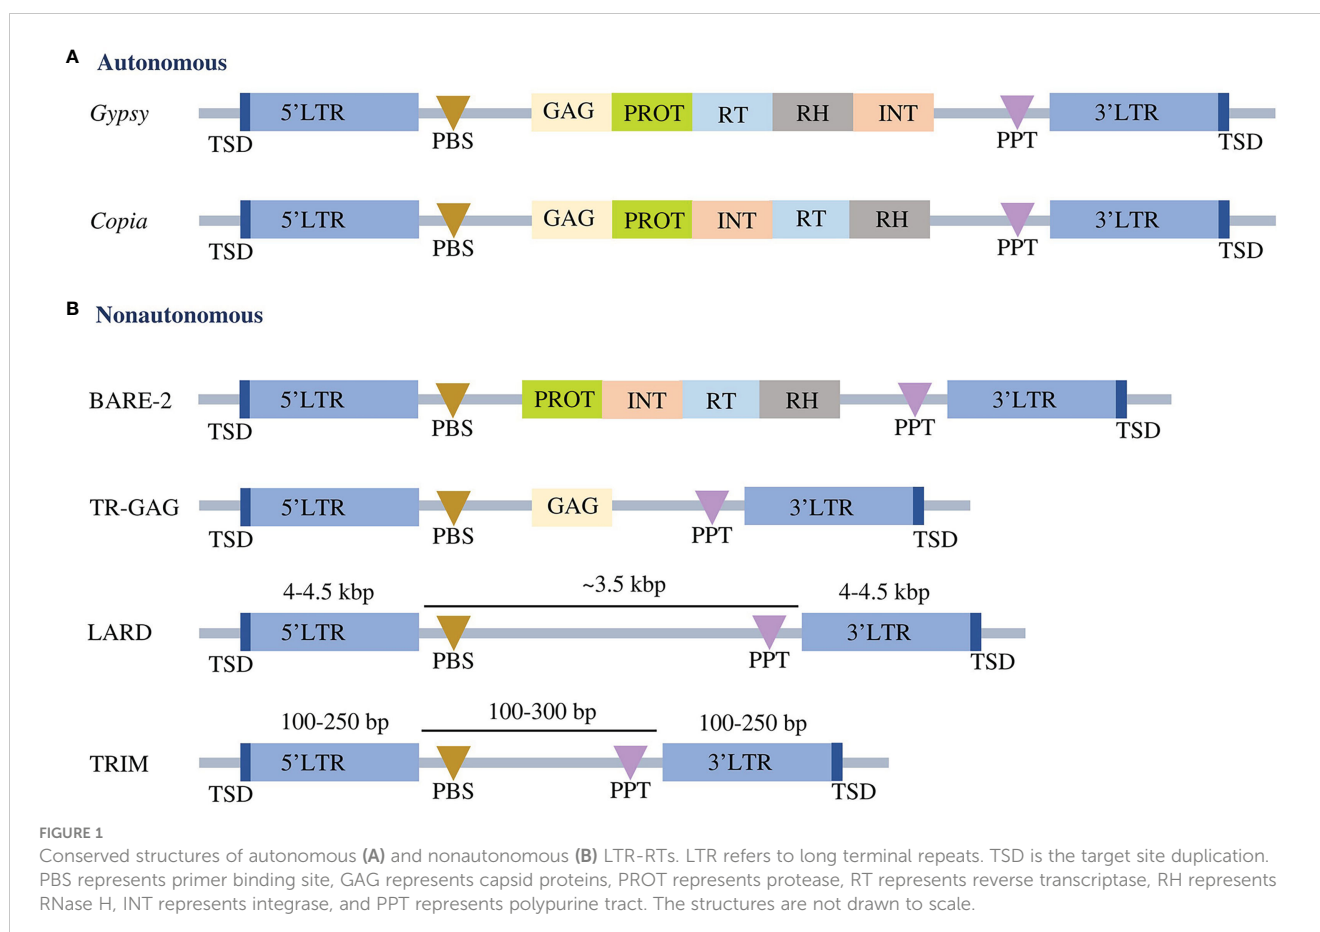 A Autonomous
Gypsy 5'LTR GAG PROT RT RH INT 3'LTR
TSD PBS PPT TSD
Copia 5'LTR GAG PROT INT RT RH 3'LTR
TSD PBS PPT TSD
B Nonautonomous
BARE-2 5'LTR PROT INT RT RH 3'LTR
TSD PBS PPT TSD
TR-GAG 5'LTR GAG 3'LTR
TSD PBS PPT TSD
4-4.5 kbp ~3.5 kbp 4-4.5 kbp
LARD 5'LTR 3'LTR
TSD PBS PPT TSD
100-250 bp 100-300 bp 100-250 bp
TRIM 5'LTR 3'LTR
TSD PBS PPT TSD
FIGURE 1
Conserved structures of autonomous (A) and nonautonomous (B) LTR-RTs. LTR refers to long terminal repeats. TSD is the target site duplication.
PBS represents primer binding site, GAG represents capsid proteins, PROT represents protease, RT represents reverse transcriptase, RH represents
RNase H, INT represents integrase, and PPT represents polypurine tract. The structures are not drawn to scale.